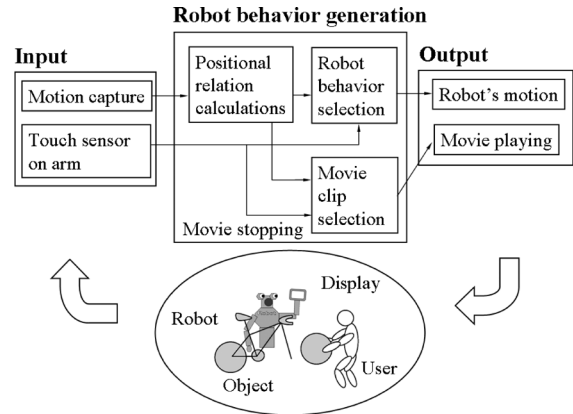 Robot behavior generation
Input
Output
Motion capture
Touch sensor
on arm
Positional
relation
calculations
Robot
behavior
selection
Movie
clip
selection
Movie stopping
Robot's motion
Movie playing
Display
Robot
Object
User